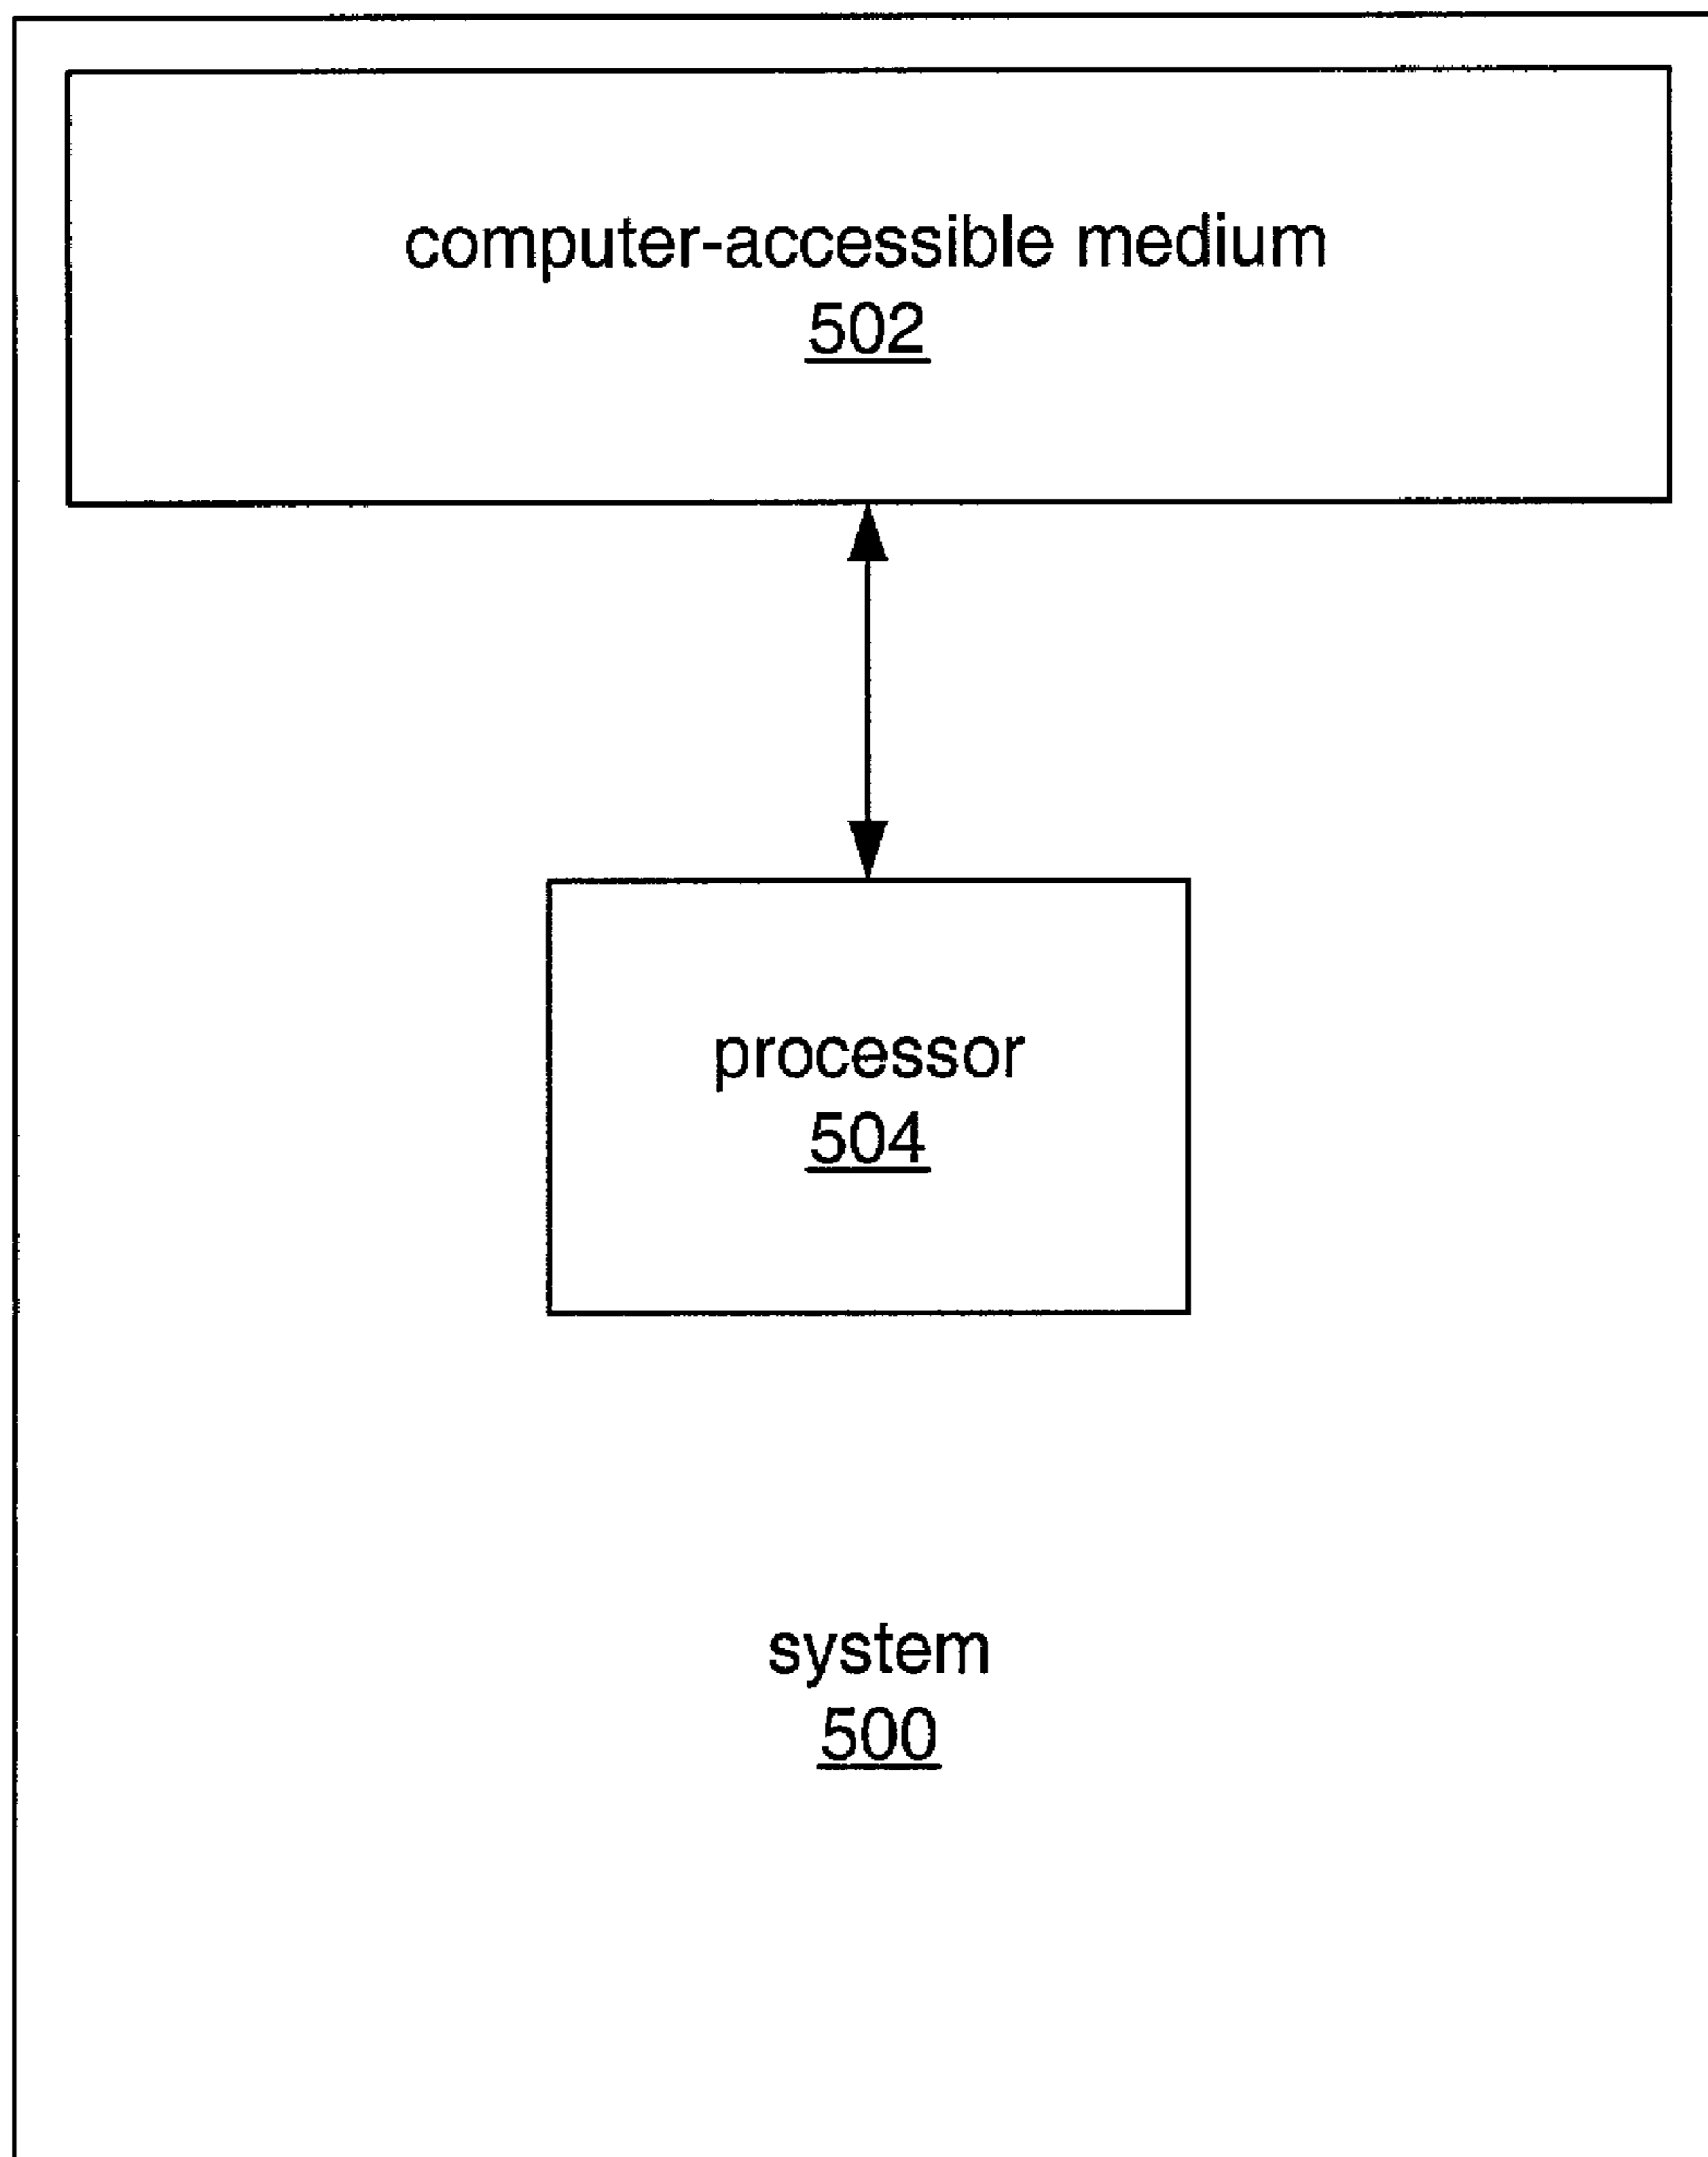 computer-accessible medium
502
processor
504
system
500